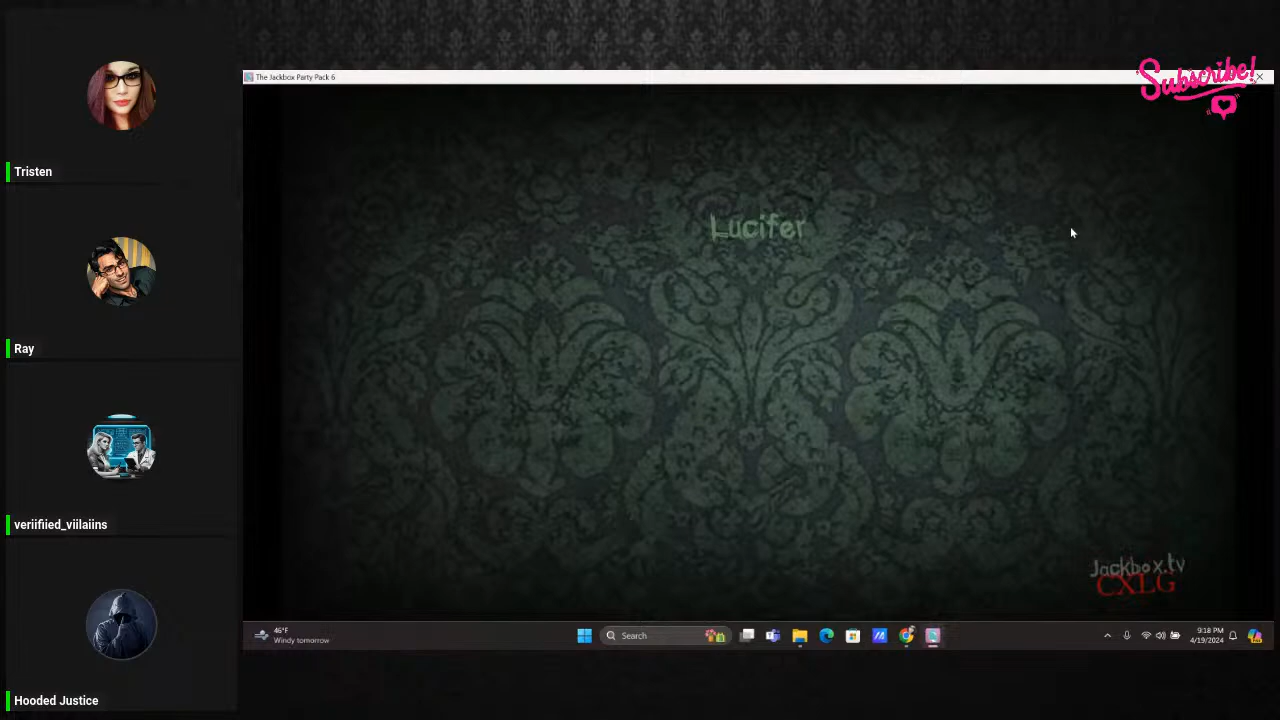 The Jackbox Party Pack 6
Subscribe!
Tristen
Lucifer
Ray
veriifiied_viilaiins
Jackbox.tv
CXLG
46°F
Windy tomorrow
Search
9:18 PM
4/19/2024
Hooded Justice